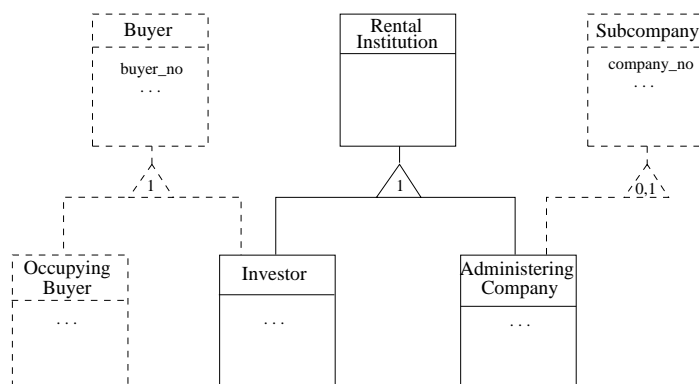 Buyer
buyer_no
. . .
Rental
Institution
Subcompany
company_no
. . .
1
1
0,1
Occupying
Buyer
. . .
Investor
. . .
Administering
Company
. . .